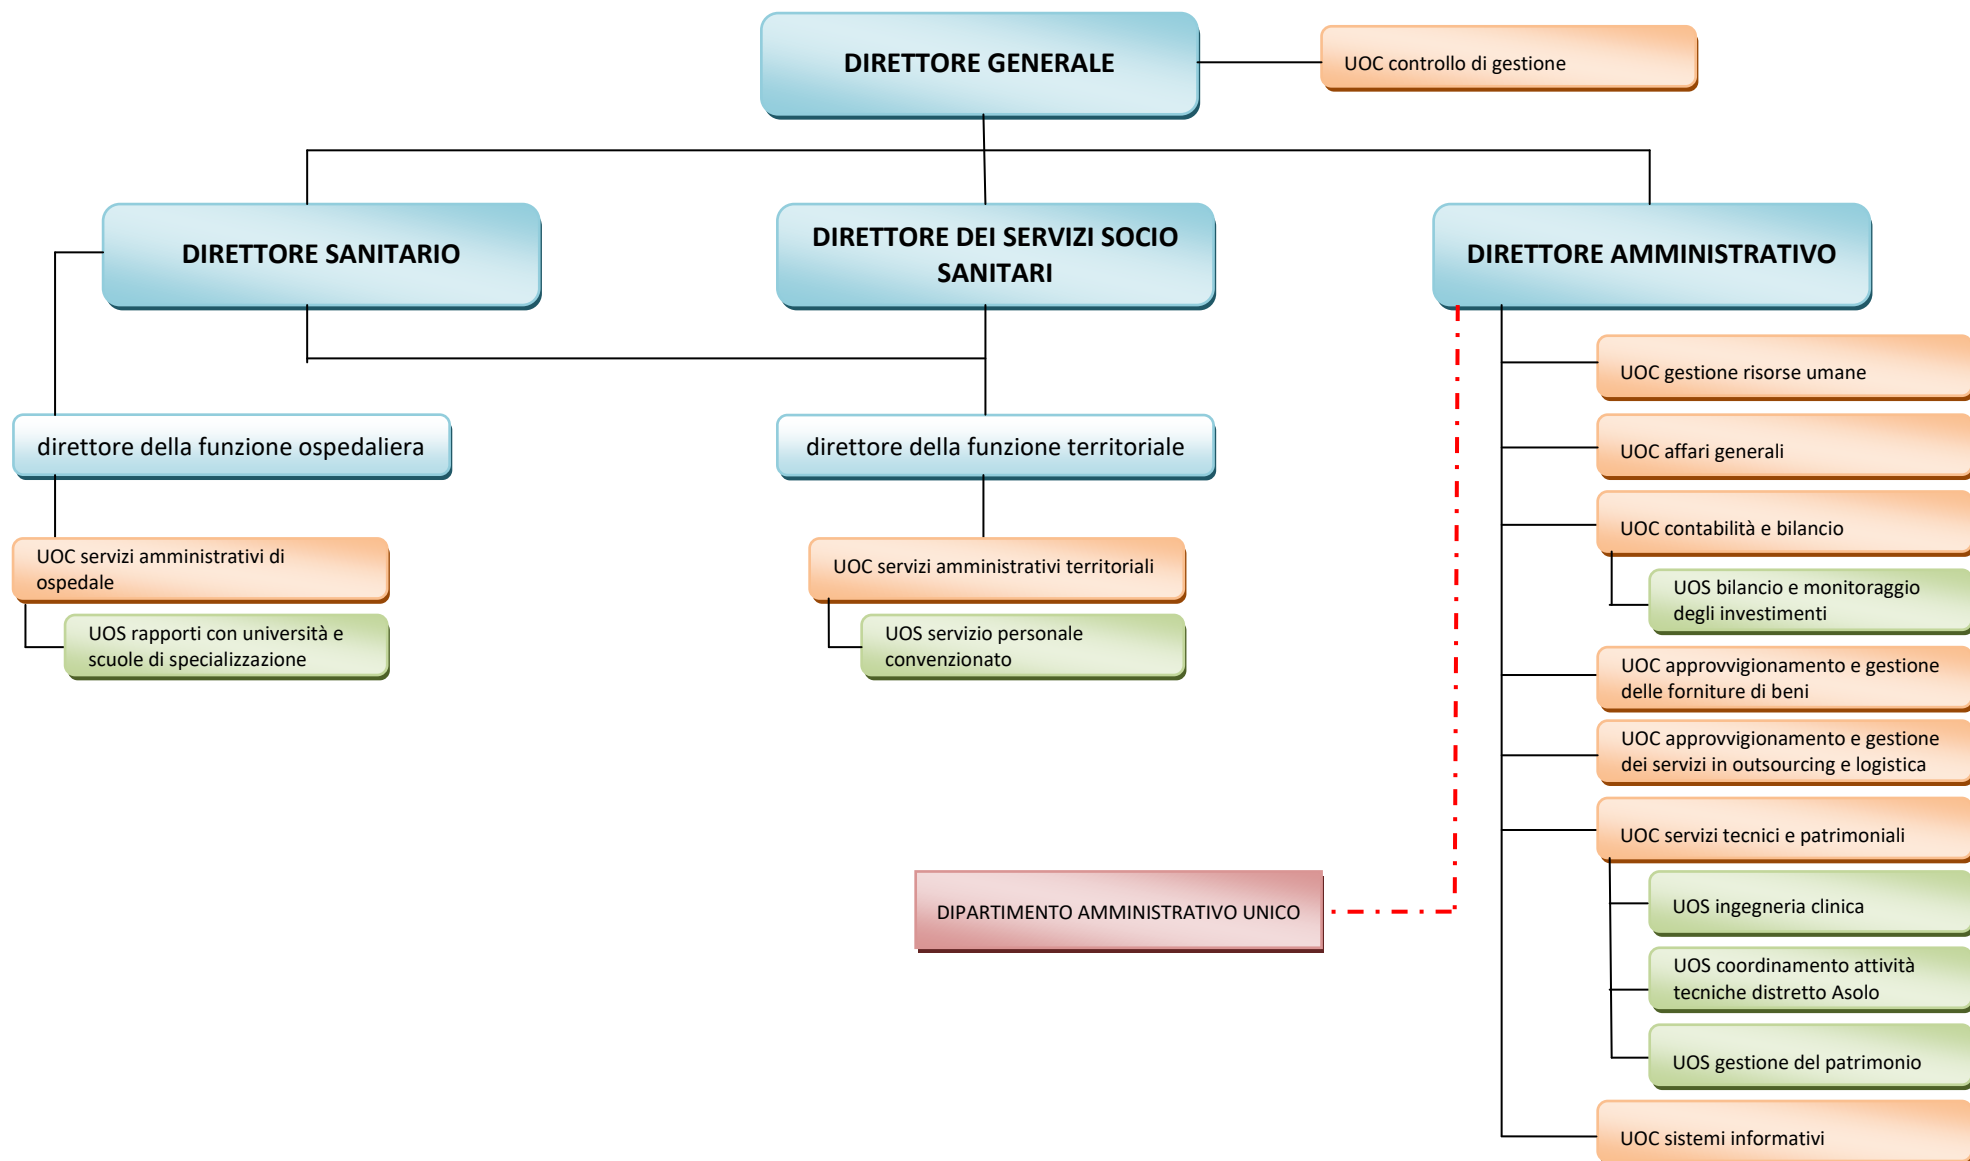 DIRETTORE GENERALE
UOC controllo di gestione
DIRETTORE SANITARIO
DIRETTORE DEI SERVIZI SOCIO
SANITARI
DIRETTORE AMMINISTRATIVO
direttore della funzione ospedaliera
UOC servizi amministrativi di
ospedale
UOS rapporti con università e
scuole di specializzazione
direttore della funzione territoriale
UOC servizi amministrativi territoriali
UOS servizio personale
convenzionato
UOC gestione risorse umane
UOC affari generali
UOC contabilità e bilancio
UOS bilancio e monitoraggio
degli investimenti
UOC approvvigionamento e gestione
delle forniture di beni
UOC approvvigionamento e gestione
dei servizi in outsourcing e logistica
UOC servizi tecnici e patrimoniali
UOS ingegneria clinica
UOS coordinamento attività
tecniche distretto Asolo
UOS gestione del patrimonio
UOC sistemi informativi
DIPARTIMENTO AMMINISTRATIVO UNICO